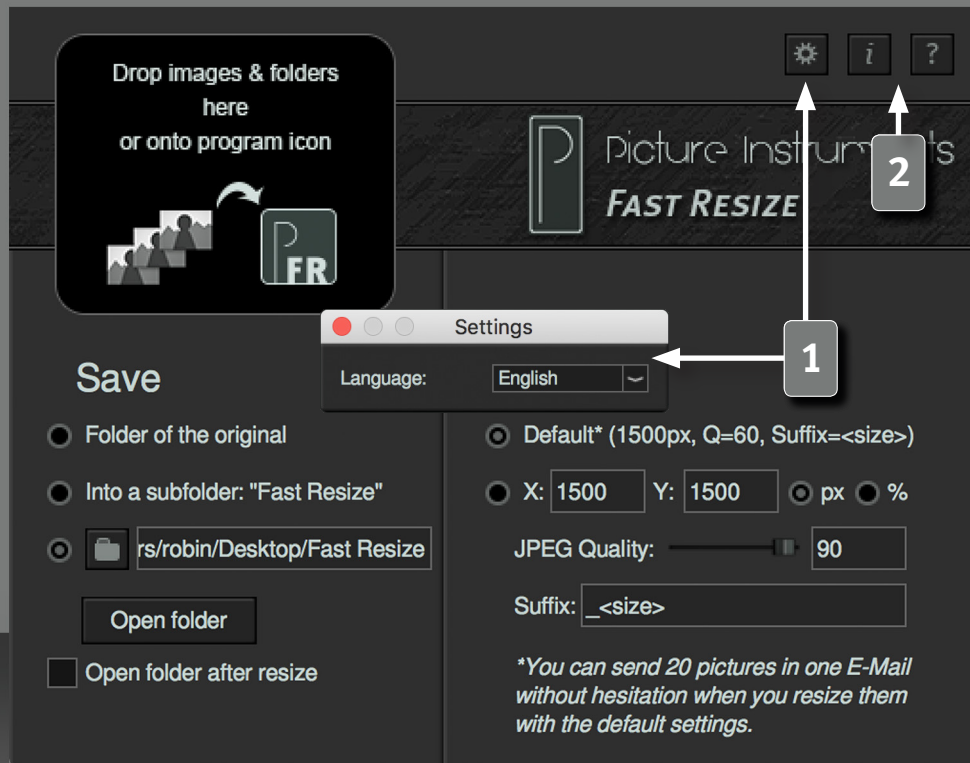 Drop images & folders
here
or onto program icon
i
?
FR
Picture Instruments
FAST RESIZE
2
1
Settings
Language: English
Save
Folder of the original
Into a subfolder: "Fast Resize"
rs/robin/Desktop/Fast Resize
Open folder
Open folder after resize
Default* (1500px, Q=60, Suffix=<size>)
X: 1500 Y: 1500 px %
JPEG Quality: 90
Suffix: _<size>
*You can send 20 pictures in one E-Mail
without hesitation when you resize them
with the default settings.